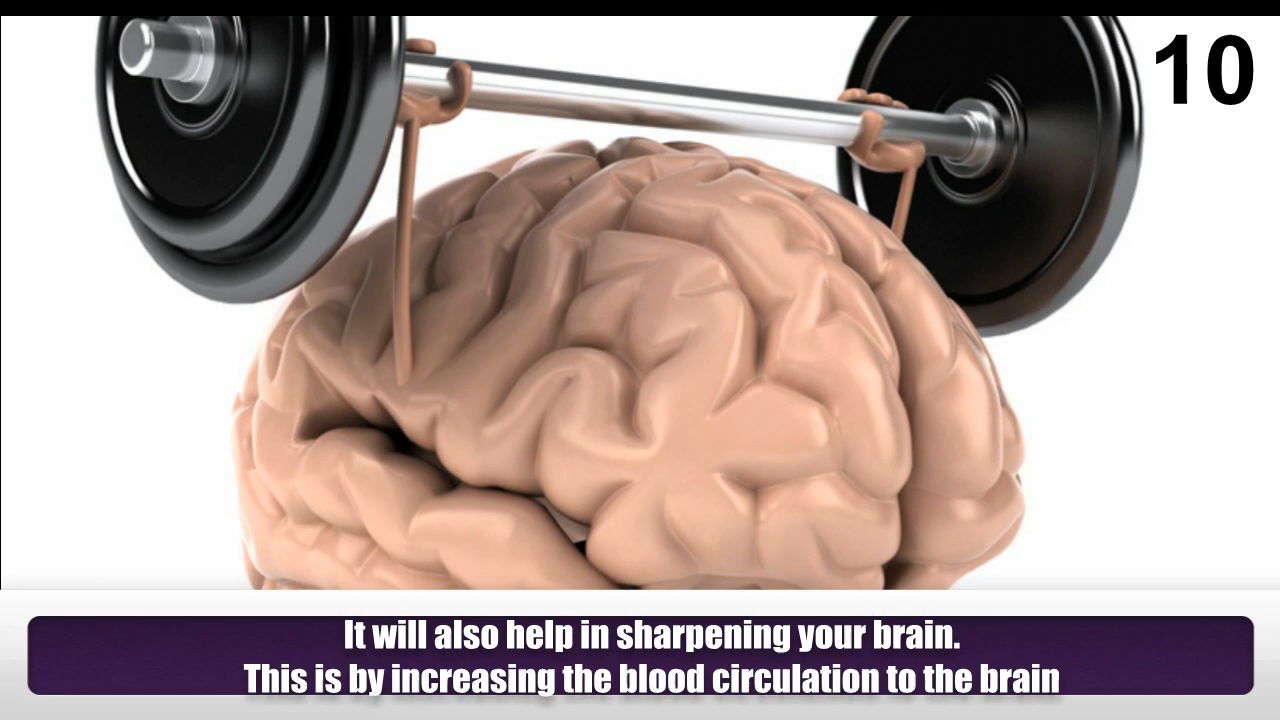 10
It will also help in sharpening your brain.
This is by increasing the blood circulation to the brain